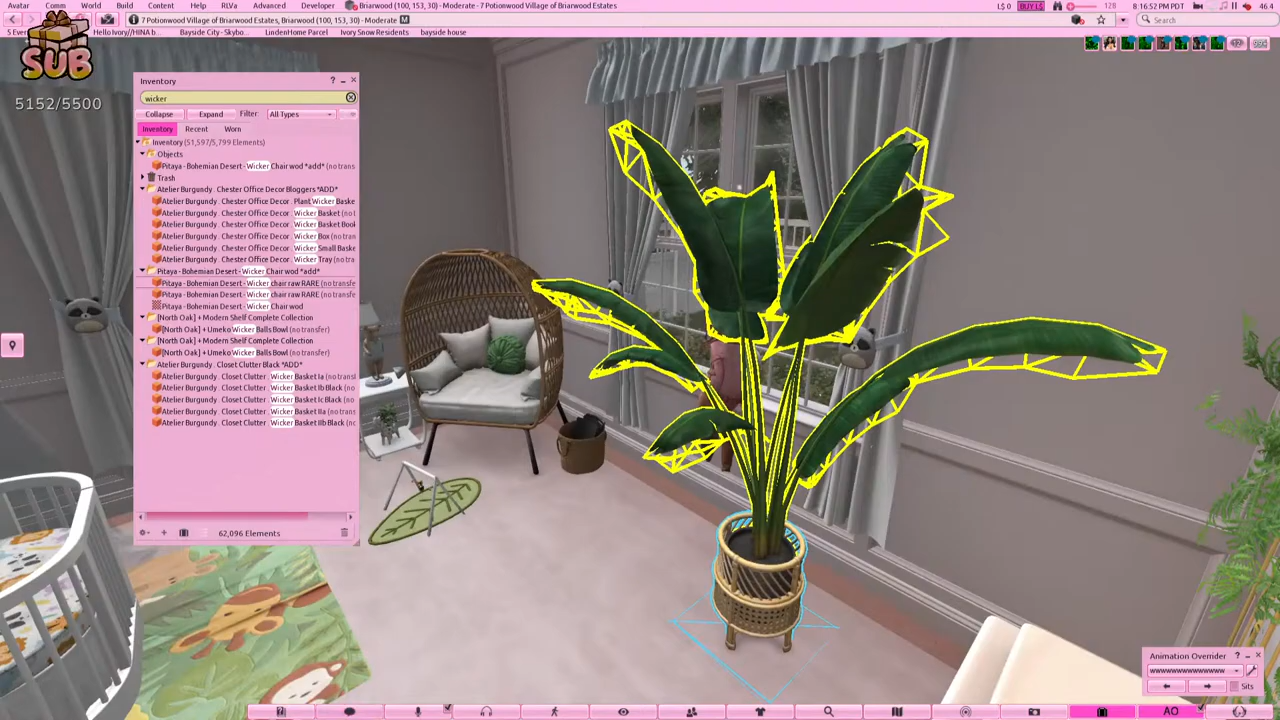 Avatar Comm World Build Content Help RLVa Advanced Developer Briarwood (100, 153, 30) - Moderate - 7 Potionwood Village of Briarwood Estates L$ 0 BUY L$ 128 8:16:52 PM PDT 46.4
7 Potionwood Village of Briarwood Estates, Briarwood (100, 153, 30) - Moderate M Search
5 Even Hello Ivory//HINA b... Bayside City - Skybo... LindenHome Parcel Ivory Snow Residents bayside house
SUB
5152/5500
Inventory ? _ X
wicker
Collapse Expand Filter All Types
Inventory Recent Worn
Inventory (51,597/5,799 Elements)
Objects
Pitaya - Bohemian Desert - Wicker Chair wod *add* (no trans
Trash
Atelier Burgundy . Chester Office Decor Bloggers *ADD*
Atelier Burgundy . Chester Office Decor . Plant Wicker Baske
Atelier Burgundy . Chester Office Decor . Wicker Basket (no t
Atelier Burgundy . Chester Office Decor . Wicker Basket Book
Atelier Burgundy . Chester Office Decor . Wicker Box (no tran
Atelier Burgundy . Chester Office Decor . Wicker Small Baske
Atelier Burgundy . Chester Office Decor . Wicker Tray (no tra
Pitaya - Bohemian Desert - Wicker Chair wod *add*
Pitaya - Bohemian Desert - Wicker chair raw RARE (no transfe
Pitaya - Bohemian Desert - Wicker chair raw RARE (no transfe
Pitaya - Bohemian Desert - Wicker Chair wod
[North Oak] + Modern Shelf Complete Collection
[North Oak] + Umeko Wicker Balls Bowl (no transfer)
[North Oak] + Modern Shelf Complete Collection
[North Oak] + Umeko Wicker Balls Bowl (no transfer)
Atelier Burgundy . Closet Clutter Black *ADD*
Atelier Burgundy . Closet Clutter . Wicker Basket Ia (no trans
Atelier Burgundy . Closet Clutter . Wicker Basket Ib Black (no
Atelier Burgundy . Closet Clutter . Wicker Basket Ic Black (no
Atelier Burgundy . Closet Clutter . Wicker Basket IIa (no tran
Atelier Burgundy . Closet Clutter . Wicker Basket IIb Black (no
62,096 Elements
Animation Overrider ? _ X
wwwwwwwwwwwwww
Sits
AO